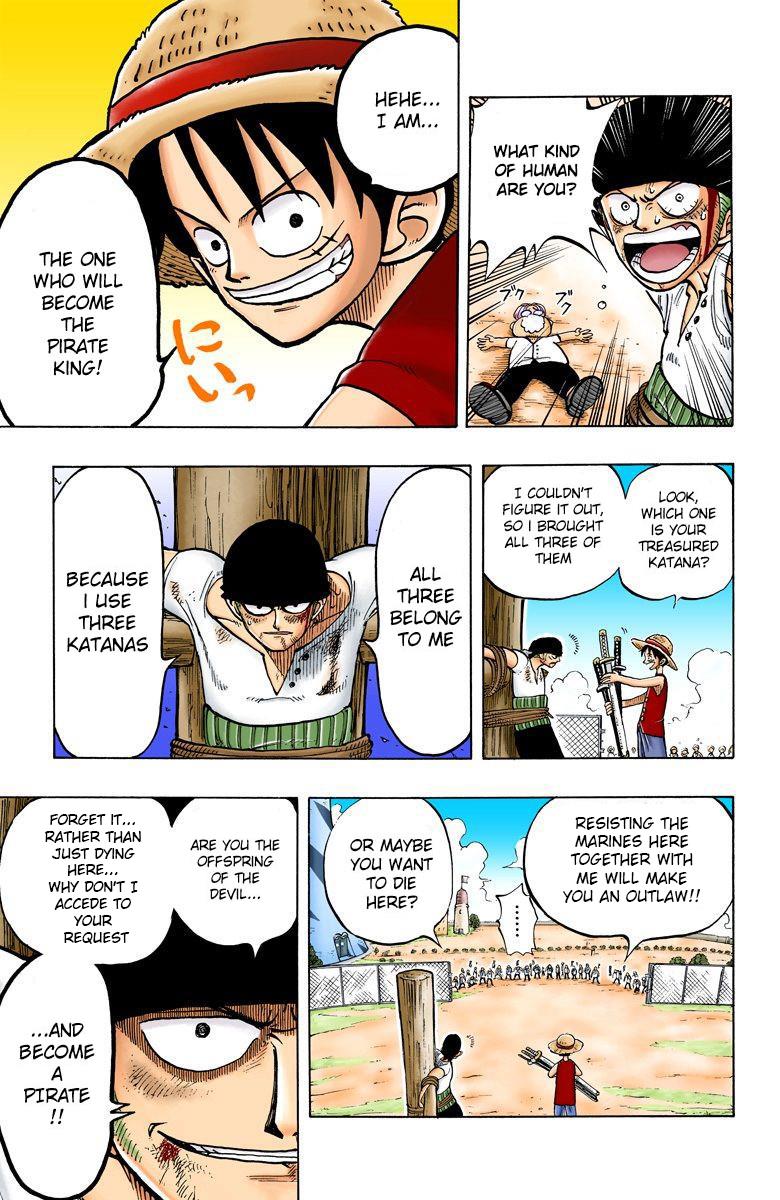 WHAT KIND
OF HUMAN
ARE YOU?
ブブ
HEHE...
I AM...
THE ONE
WHO WILL
BECOME
THE
PIRATE
KING!
にいっ
LOOK,
WHICH ONE
IS YOUR
TREASURED
KATANA?
I COULDN'T
FIGURE IT OUT,
SO I BROUGHT
ALL THREE OF
THEM
ALL
THREE
BELONG
TO ME
BECAUSE
I USE
THREE
KATANAS
RESISTING THE
MARINES HERE
TOGETHER WITH
ME WILL MAKE
YOU AN OUTLAW!!
......
OR MAYBE
YOU WANT
TO DIE
HERE?
ARE YOU THE
OFFSPRING
OF THE
DEVIL...
FORGET IT...
RATHER THAN
JUST DYING
HERE...
WHY DON'T I
ACCEDE TO
YOUR
REQUEST
...AND
BECOME
A
PIRATE
!!